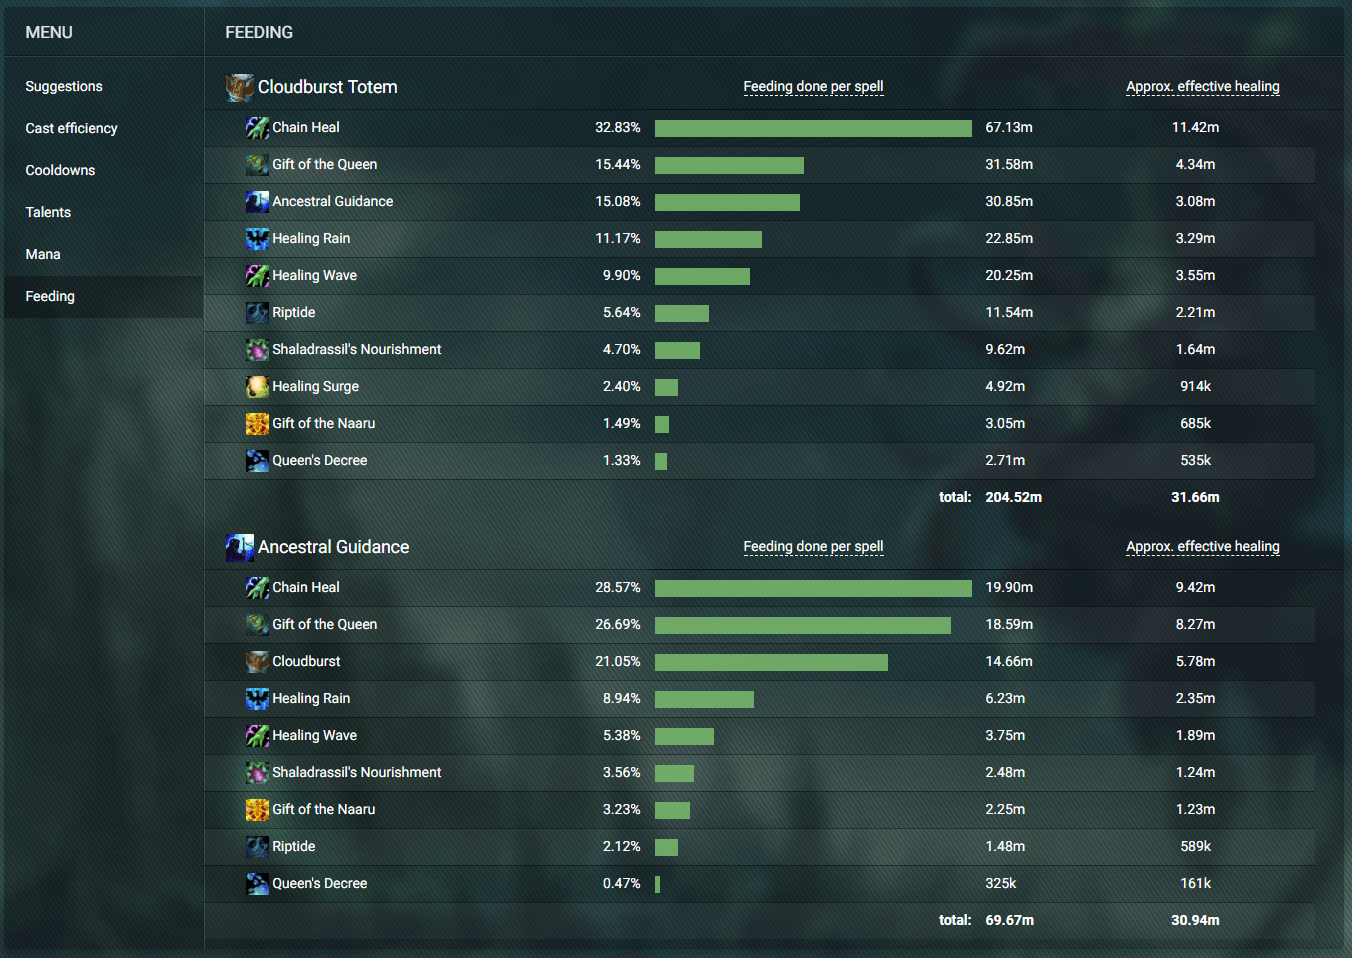 MENU
FEEDING
Suggestions
Cast efficiency
Cooldowns
Talents
Mana
Feeding
Cloudburst Totem Feeding done per spell Approx. effective healing
Chain Heal 32.83% 67.13m 11.42m
Gift of the Queen 15.44% 31.58m 4.34m
Ancestral Guidance 15.08% 30.85m 3.08m
Healing Rain 11.17% 22.85m 3.29m
Healing Wave 9.90% 20.25m 3.55m
Riptide 5.64% 11.54m 2.21m
Shaladrassil's Nourishment 4.70% 9.62m 1.64m
Healing Surge 2.40% 4.92m 914k
Gift of the Naaru 1.49% 3.05m 685k
Queen's Decree 1.33% 2.71m 535k
total: 204.52m 31.66m
Ancestral Guidance Feeding done per spell Approx. effective healing
Chain Heal 28.57% 19.90m 9.42m
Gift of the Queen 26.69% 18.59m 8.27m
Cloudburst 21.05% 14.66m 5.78m
Healing Rain 8.94% 6.23m 2.35m
Healing Wave 5.38% 3.75m 1.89m
Shaladrassil's Nourishment 3.56% 2.48m 1.24m
Gift of the Naaru 3.23% 2.25m 1.23m
Riptide 2.12% 1.48m 589k
Queen's Decree 0.47% 325k 161k
total: 69.67m 30.94m